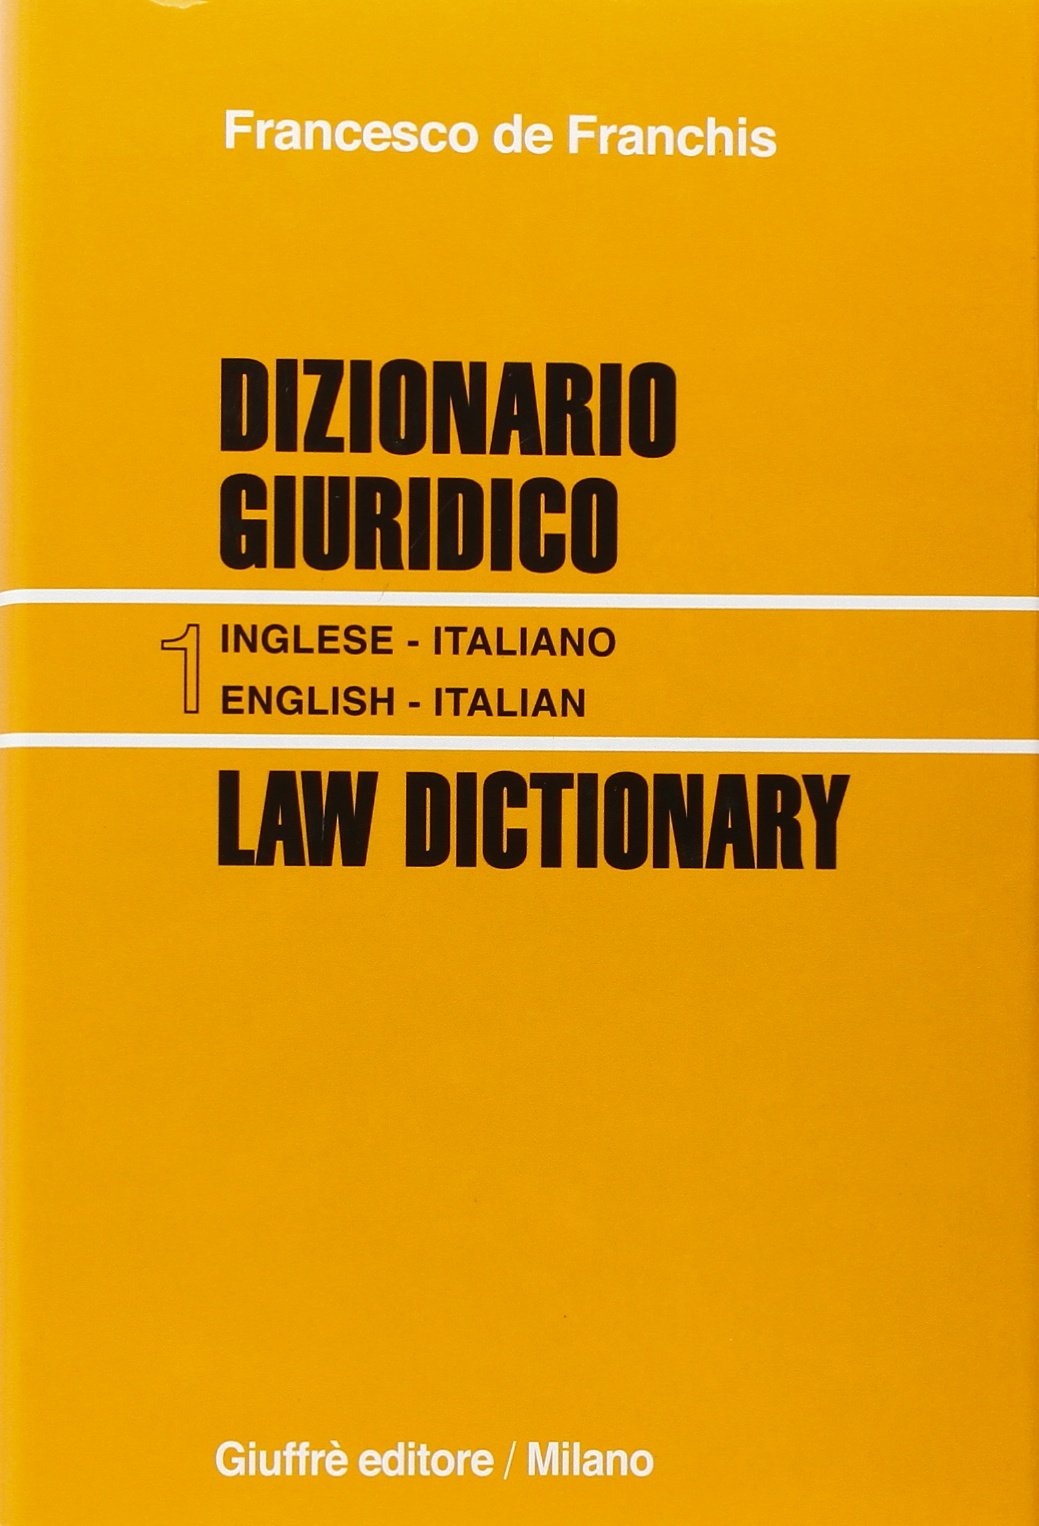 Francesco de Franchis
DIZIONARIO
GIURIDICO
1 INGLESE - ITALIANO
ENGLISH - ITALIAN
LAW DICTIONARY
Giuffrè editore / Milano